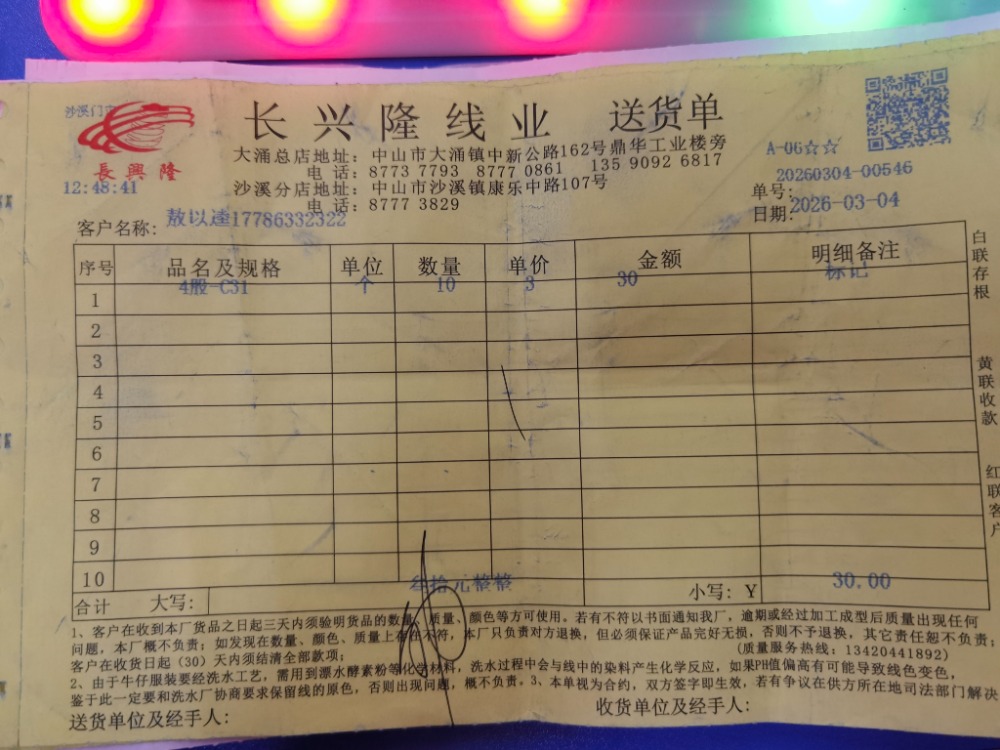 沙溪门市
長興隆
12:48:41
长兴隆线业 送货单
大涌总店地址：中山市大涌镇中新公路162号鼎华工业楼旁
电话：8773 7793 8777 0861 135 9092 6817
沙溪分店地址：中山市沙溪镇康乐中路107号
电话：8777 3829
A-06☆☆
单号：20260304-00546
日期：2026-03-04
客户名称：敖以逵17786332322
序号 品名及规格 单位 数量 单价 金额 明细备注
1 4股-C31 个 10 3 30 标记
2
3
4
5
6
7
8
9
10
合计 大写：叁拾元整 小写：Y 30.00
白联存根
黄联收款
红联客户
1、客户在收到本厂货品之日起三天内须验明货品的数量、质量、颜色等方可使用。若有不符以书面通知我厂，逾期或经过加工成型后质量出现任何
问题，本厂概不负责；如发现在数量、颜色、质量上存在不符，本厂只负责对方退换，但必须保证产品完好无损，否则不予退换，其它责任恕不负责；
客户在收货日起（30）天内须结清全部款项； (质量服务热线：13420441892)
2、由于牛仔服装要经洗水工艺，需用到漂水酵素粉等化学材料，洗水过程中会与线中的染料产生化学反应，如果PH值偏高有可能导致线色变色，
鉴于此一定要和洗水厂协商要求保留线的原色，否则出现问题，概不负责。3、本单视为合约，双方签字即生效，若有争议在供方所在地司法部门解决
送货单位及经手人：
收货单位及经手人：